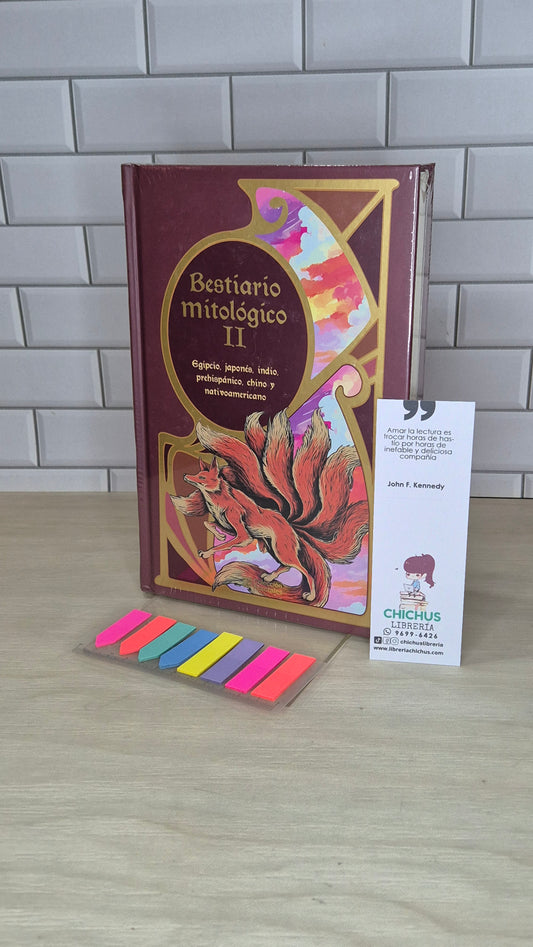 Bestiario
Mitológico
II
Egipcio, japonés, indio,
prehispánico, chino y
nativoamericano
”
Amar la lectura es
trocar horas de has-
tío por horas de
inefable y deliciosa
compañía
John F. Kennedy
CHICHUS
LIBRERÍA
9699-6426
chichuslibreria
www.libreriachichus.com